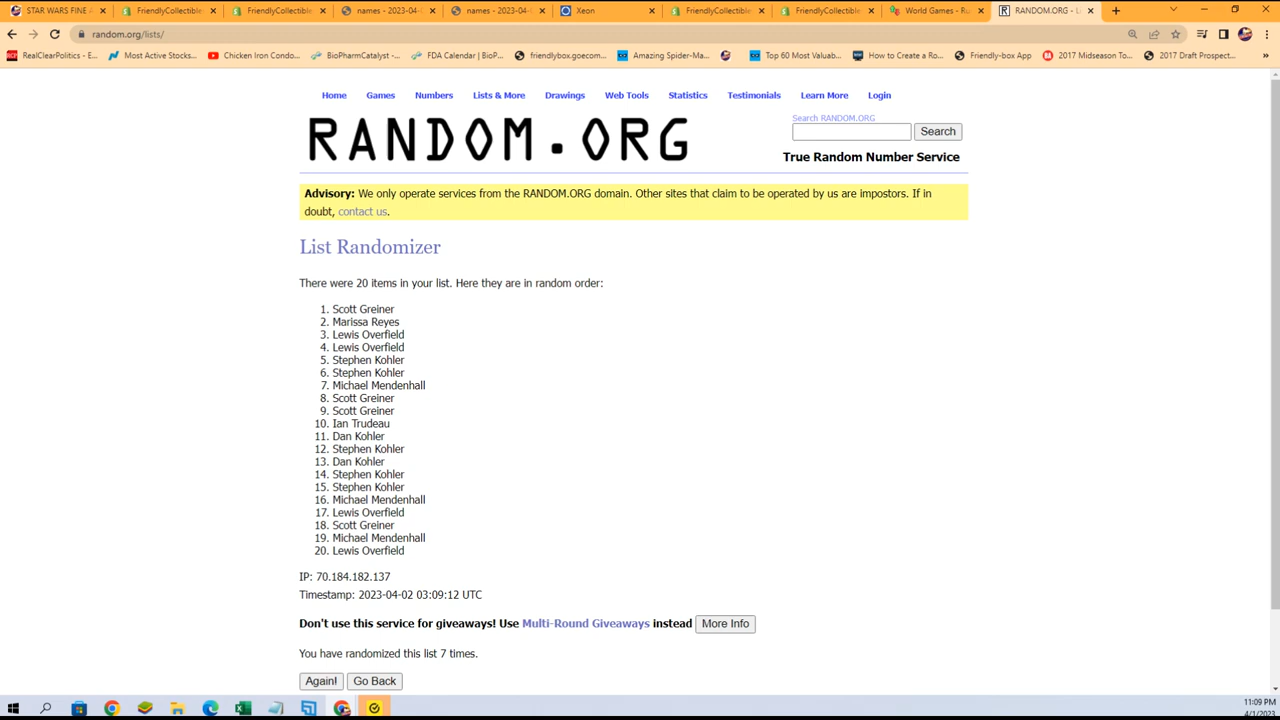 STAR WARS FINE A
FriendlyCollectible
FriendlyCollectible
names - 2023-04-
names - 2023-04-
Xeon
FriendlyCollectible
FriendlyCollectible
World Games - Ru
RANDOM.ORG - L
random.org/lists/
RealClearPolitics - E...
Most Active Stocks...
Chicken Iron Condo...
BioPharmCatalyst -...
FDA Calendar | BioP...
friendlybox.goecom...
Amazing Spider-Ma...
Top 60 Most Valuab...
How to Create a Ro...
Friendly-box App
2017 Midseason To...
2017 Draft Prospect...
Home Games Numbers Lists & More Drawings Web Tools Statistics Testimonials Learn More Login
RANDOM.ORG
Search RANDOM.ORG
Search
True Random Number Service
Advisory: We only operate services from the RANDOM.ORG domain. Other sites that claim to be operated by us are impostors. If in
doubt, contact us.
List Randomizer
There were 20 items in your list. Here they are in random order:
1. Scott Greiner
2. Marissa Reyes
3. Lewis Overfield
4. Lewis Overfield
5. Stephen Kohler
6. Stephen Kohler
7. Michael Mendenhall
8. Scott Greiner
9. Scott Greiner
10. Ian Trudeau
11. Dan Kohler
12. Stephen Kohler
13. Dan Kohler
14. Stephen Kohler
15. Stephen Kohler
16. Michael Mendenhall
17. Lewis Overfield
18. Scott Greiner
19. Michael Mendenhall
20. Lewis Overfield
IP: 70.184.182.137
Timestamp: 2023-04-02 03:09:12 UTC
Don't use this service for giveaways! Use Multi-Round Giveaways instead More Info
You have randomized this list 7 times.
Again! Go Back
11:09 PM
4/1/2023